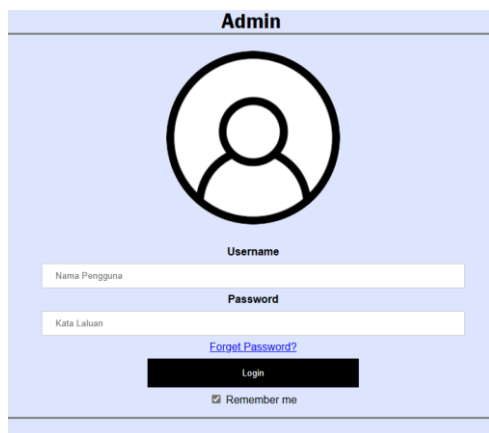 Admin
Username
Nama Pengguna
Password
Kata Laluan
Forget Password?
Login
Remember me